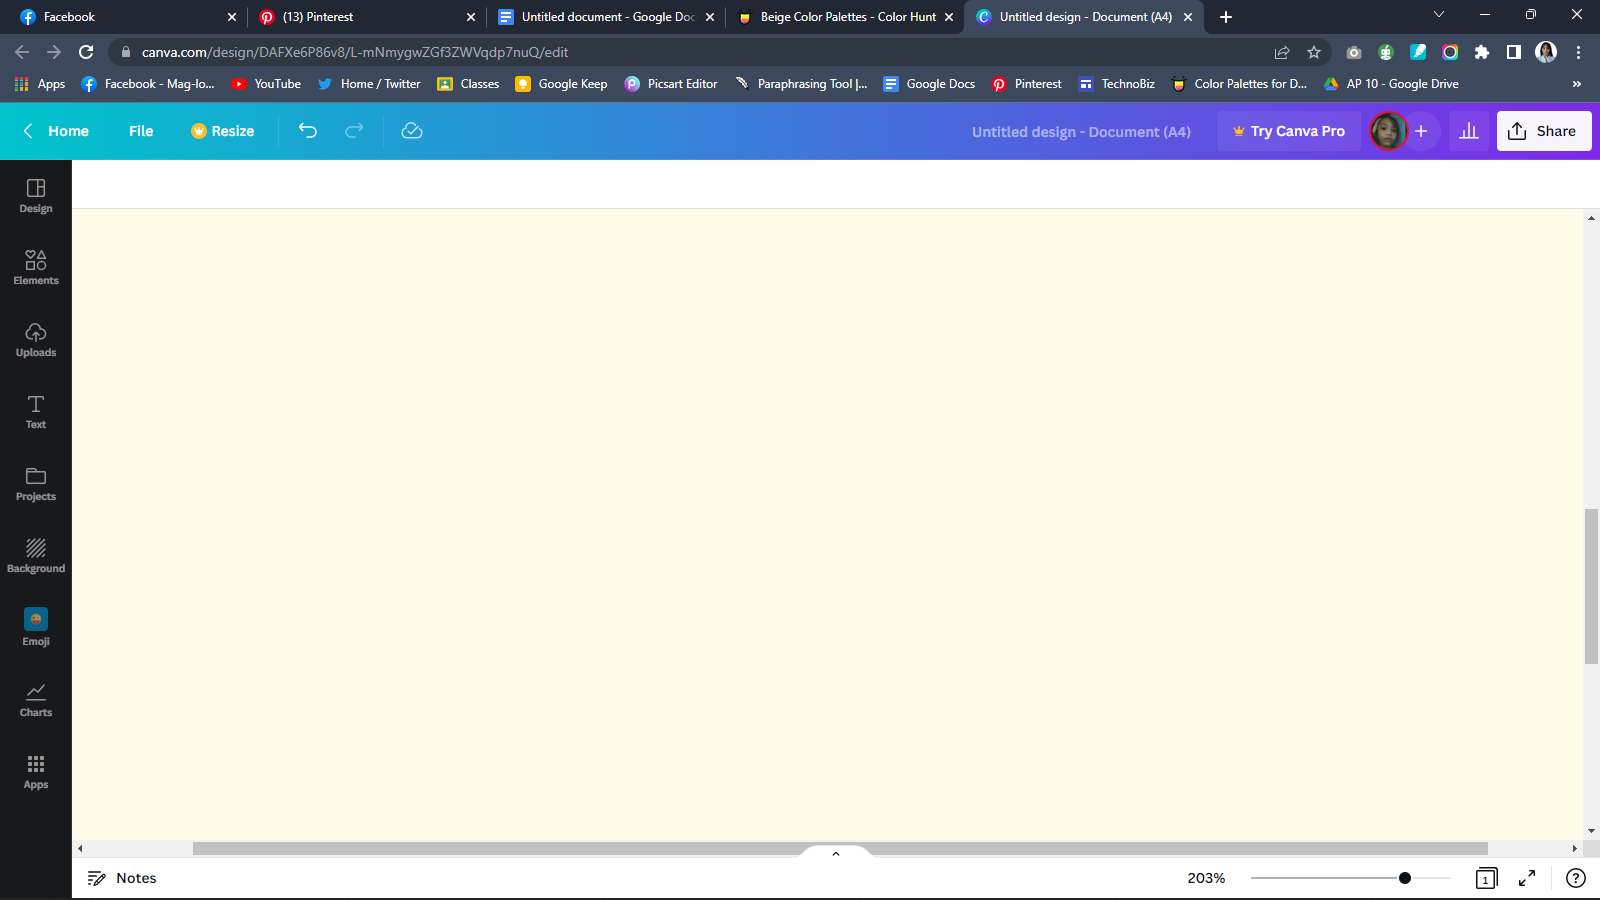 Facebook
(13) Pinterest
Untitled document - Google Doc
Beige Color Palettes - Color Hunt
Untitled design - Document (A4)
canva.com/design/DAFXe6P86v8/L-mNmygwZGf3ZWVqdp7nuQ/edit
Apps
Facebook - Mag-lo...
YouTube
Home / Twitter
Classes
Google Keep
Picsart Editor
Paraphrasing Tool |...
Google Docs
Pinterest
TechnoBiz
Color Palettes for D...
AP 10 - Google Drive
»
Home
File
Resize
Untitled design - Document (A4)
Try Canva Pro
Share
Design
Elements
Uploads
Text
Projects
Background
Emoji
Charts
Apps
Notes
203%
1